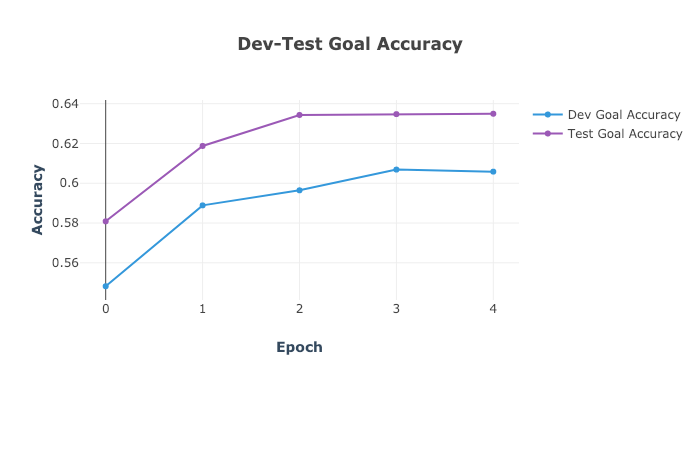 Dev-Test Goal Accuracy
0.64
0.62
0.6
0.58
0.56
Accuracy
0 1 2 3 4
Epoch
Dev Goal Accuracy
Test Goal Accuracy